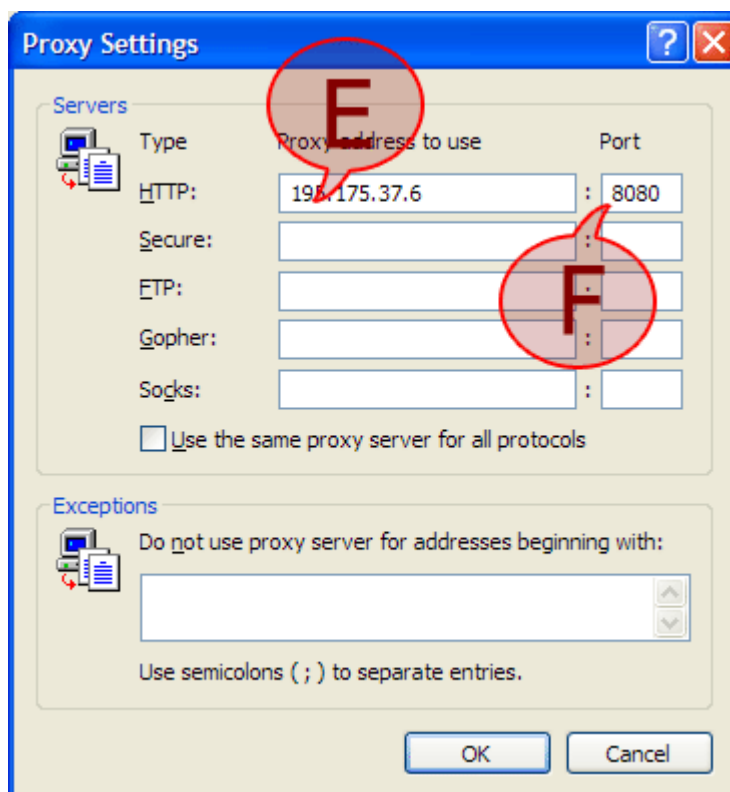 Proxy Settings
Servers
E
Type Proxy address to use Port
HTTP: 195.175.37.6 : 8080
Secure: :
F
FTP: :
Gopher: :
Socks: :
Use the same proxy server for all protocols
Exceptions
Do not use proxy server for addresses beginning with:
Use semicolons ( ; ) to separate entries.
OK Cancel